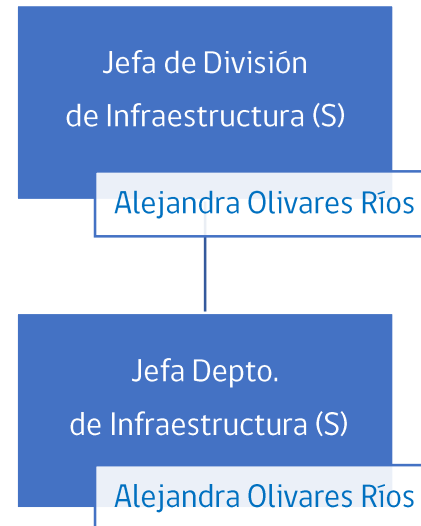 Jefa de División
de Infraestructura (S)
Alejandra Olivares Ríos
Jefa Depto.
de Infraestructura (S)
Alejandra Olivares Ríos